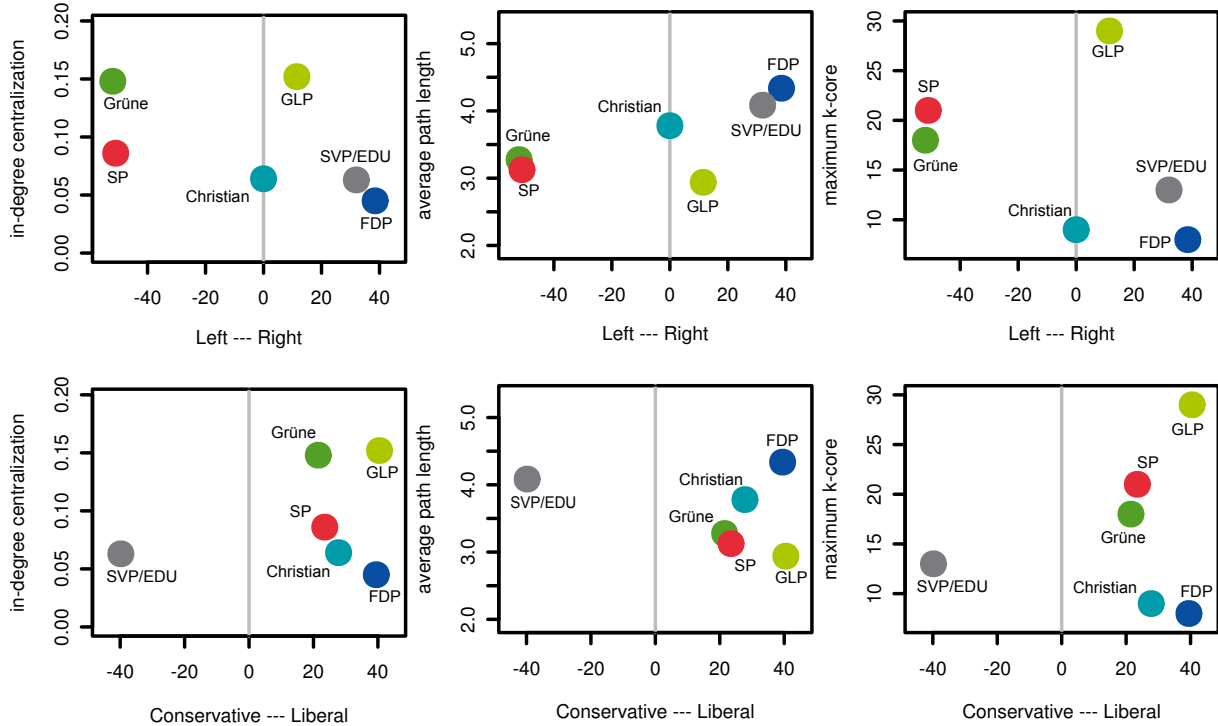 in-degree centralization
0.20
0.15
0.10
0.05
0.00
Grüne
SP
GLP
Christian
SVP/EDU
FDP
-40 -20 0 20 40
Left --- Right
average path length
5.0
4.0
3.0
2.0
FDP
Christian
SVP/EDU
Grüne
SP
GLP
-40 -20 0 20 40
Left --- Right
maximum k-core
30
25
20
15
10
GLP
SP
Grüne
SVP/EDU
Christian
FDP
-40 -20 0 20 40
Left --- Right
in-degree centralization
0.20
0.15
0.10
0.05
0.00
Grüne
GLP
SP
SVP/EDU
Christian
FDP
-40 -20 0 20 40
Conservative --- Liberal
average path length
5.0
4.0
3.0
2.0
FDP
Christian
SVP/EDU
Grüne
SP
GLP
-40 -20 0 20 40
Conservative --- Liberal
maximum k-core
30
25
20
15
10
GLP
SP
Grüne
SVP/EDU
Christian
FDP
-40 -20 0 20 40
Conservative --- Liberal